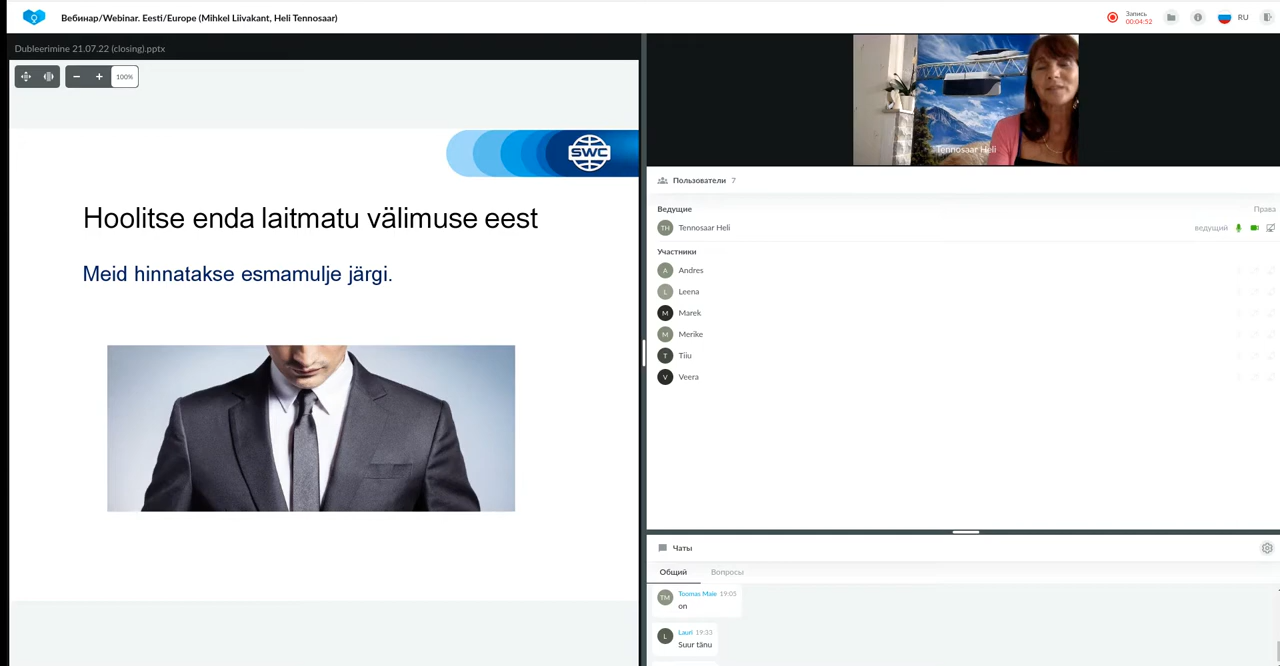 Вебинар/Webinar. Eesti/Europe (Mihkel Liivakant, Heli Tennosaar)
Запись
00:04:52
RU
Dubleerimine 21.07.22 (closing).pptx
100%
SWC
Hoolitse enda laitmatu välimuse eest
Meid hinnatakse esmamulje järgi.
Tennosaar Heli
Пользователи 7
Ведущие Права
TH Tennosaar Heli ведущий
Участники
A Andres
L Leena
M Marek
M Merike
T Tiiu
V Veera
Чаты
Общий Вопросы
TM Toomas Maie 19:05
on
L Lauri 19:33
Suur tänu